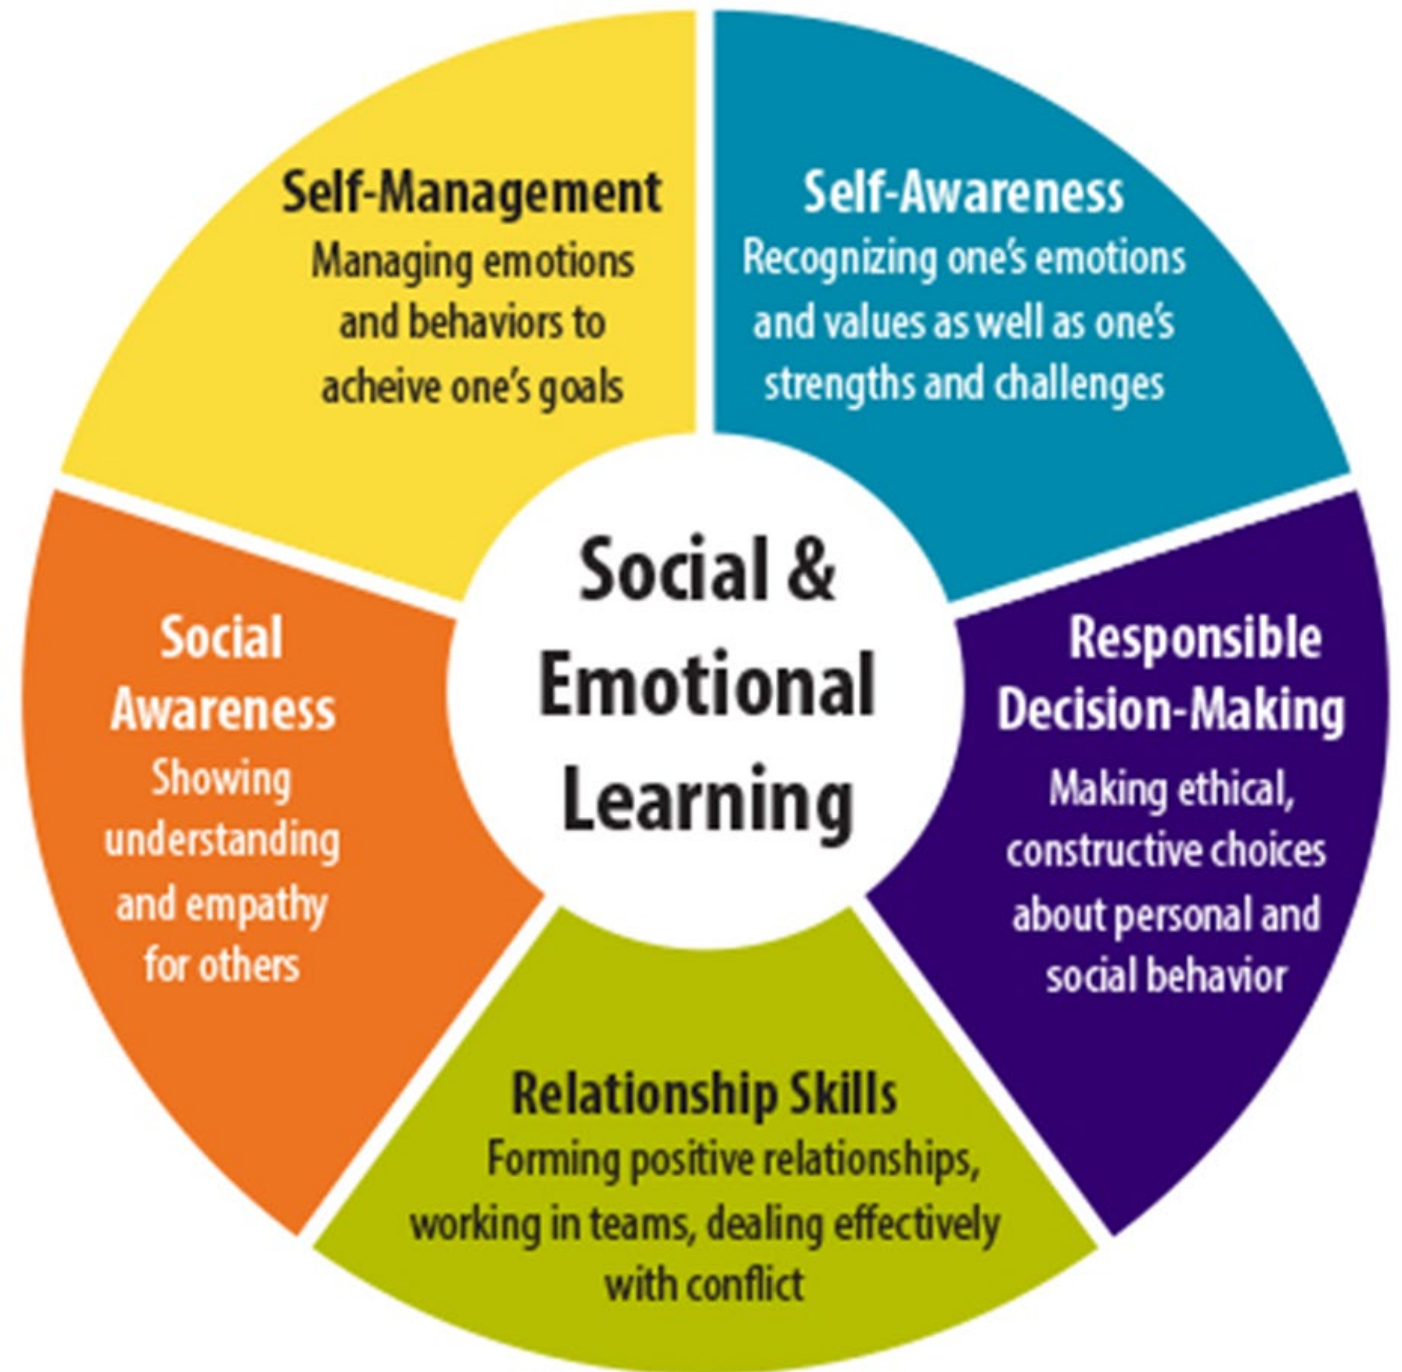 Self-Management
Managing emotions
and behaviors to
acheive one's goals
Self-Awareness
Recognizing one's emotions
and values as well as one's
strengths and challenges
Social &
Emotional
Learning
Social
Awareness
Showing
understanding
and empathy
for others
Responsible
Decision-Making
Making ethical,
constructive choices
about personal and
social behavior
Relationship Skills
Forming positive relationships,
working in teams, dealing effectively
with conflict